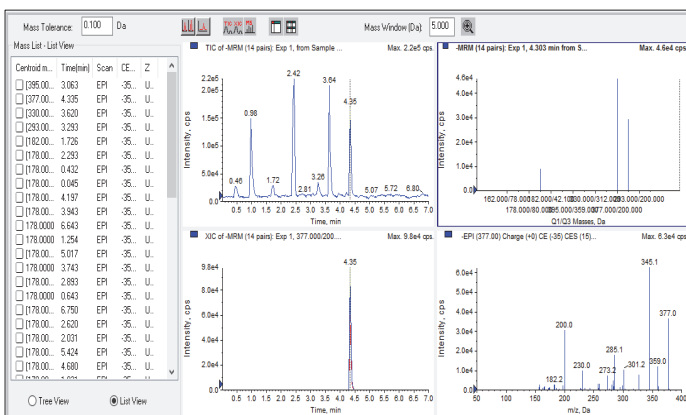 Mass Tolerance: 0.100 Da
Mass Window (Da): 5.000
Mass List - List View
Centroid m... Time(min) Scan CE... Z
[395.00... 3.063 EPI -35... U..
[377.00... 4.335 EPI -35... U..
[330.00... 3.620 EPI -35... U..
[293.00... 3.293 EPI -35... U..
[182.00... 1.726 EPI -35... U..
[178.00... 2.293 EPI -35... U..
[178.00... 0.432 EPI -35... U..
[178.00... 0.045 EPI -35... U..
[178.00... 4.197 EPI -35... U..
[178.00... 3.943 EPI -35... U..
178.0000 6.643 EPI -35... U..
178.0000 1.254 EPI -35... U..
[178.00... 5.017 EPI -35... U..
178.0000 3.743 EPI -35... U..
[178.00... 2.893 EPI -35... U..
178.0000 0.643 EPI -35... U..
[178.00... 6.750 EPI -35... U..
[178.00... 2.620 EPI -35... U..
[178.00... 2.031 EPI -35... U..
[178.00... 5.424 EPI -35... U..
[178.00... 4.680 EPI -35... U..
Tree View List View
TIC of -MRM (14 pairs): Exp 1, from Sample ... Max. 2.2e5 cps.
Intensity, cps
2.2e5
2.0e5
1.5e5
1.0e5
5.0e4
0.0
0.46 0.98 1.72 2.42 2.81 3.26 3.64 4.35 5.07 5.72 6.80
0.5 1.0 1.5 2.0 2.5 3.0 3.5 4.0 4.5 5.0 5.5 6.0 6.5 7.0
Time, min
-MRM (14 pairs): Exp 1, 4.303 min from S... Max. 4.6e4 cps.
Intensity, cps
4.6e4
4.0e4
3.0e4
2.0e4
1.0e4
0.0
Q1/Q3 Masses, Da
XIC of -MRM (14 pairs): Exp 1, 377.000/200.... Max. 9.8e4 cps.
Intensity, cps
9.8e4
8.0e4
6.0e4
4.0e4
2.0e4
0.0
4.35
0.5 1.0 1.5 2.0 2.5 3.0 3.5 4.0 4.5 5.0 5.5 6.0 6.5 7.0
Time, min
-EPI (377.00) Charge (+0) CE (-35) CES (15)... Max. 6.3e4 cps.
Intensity, cps
6.0e4
5.0e4
4.0e4
3.0e4
2.0e4
1.0e4
0.0
182.2 200.0 230.0 273.2 285.1 301.2 345.1 359.0 377.0
50 100 150 200 250 300 350 400
m/z, Da